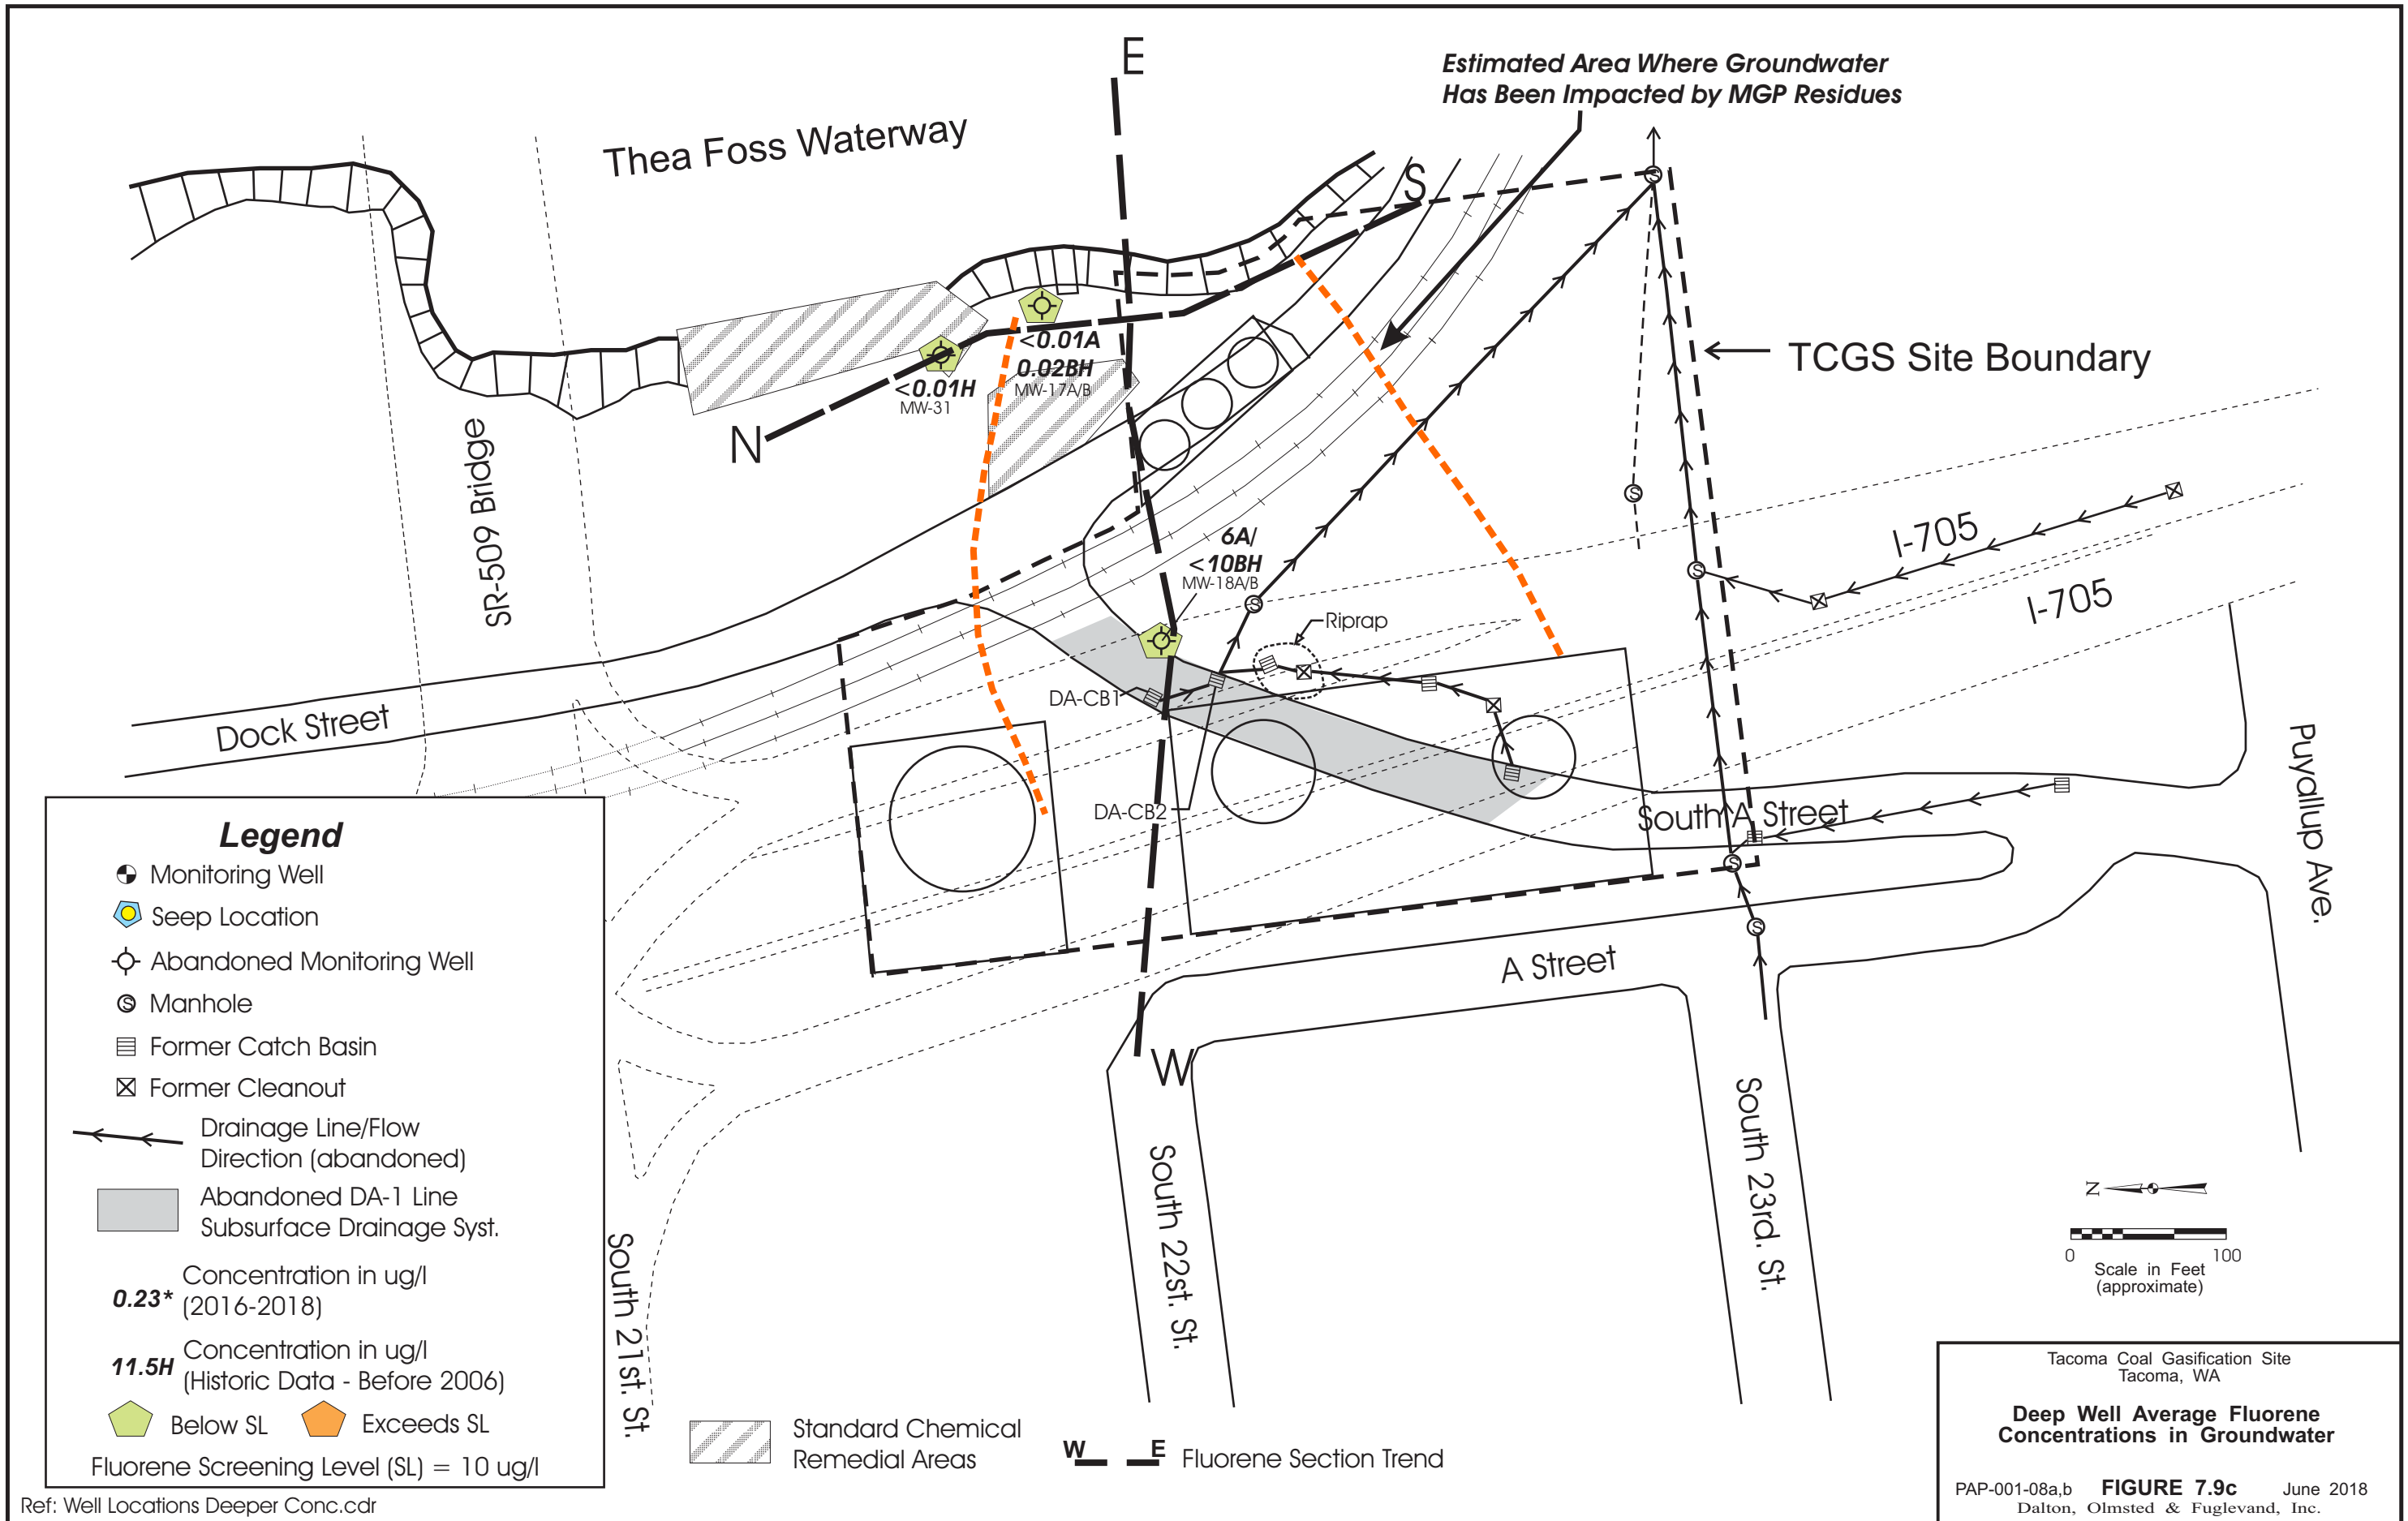 E
Estimated Area Where Groundwater
Has Been Impacted by MGP Residues
Thea Foss Waterway
S
S
<0.01A
0.02BH
MW-17A/B
<0.01H
MW-31
N
TCGS Site Boundary
SR-509 Bridge
S
6A/
<10BH
MW-18A/B
I-705
I-705
S
S
Riprap
DA-CB1
Dock Street
DA-CB2
South A Street
S
S
Puyallup Ave.
A Street
W
South 21st. St.
South 22st. St.
South 23rd. St.
N
0 100
Scale in Feet
(approximate)
Legend
Monitoring Well
Seep Location
Abandoned Monitoring Well
S Manhole
Former Catch Basin
Former Cleanout
Drainage Line/Flow
Direction (abandoned)
Abandoned DA-1 Line
Subsurface Drainage Syst.
0.23* Concentration in ug/l
(2016-2018)
11.5H Concentration in ug/l
(Historic Data - Before 2006)
Below SL Exceeds SL
Fluorene Screening Level (SL) = 10 ug/l
Standard Chemical
Remedial Areas
W E Fluorene Section Trend
Tacoma Coal Gasification Site
Tacoma, WA
Deep Well Average Fluorene
Concentrations in Groundwater
PAP-001-08a,b FIGURE 7.9c June 2018
Dalton, Olmsted & Fuglevand, Inc.
Ref: Well Locations Deeper Conc.cdr